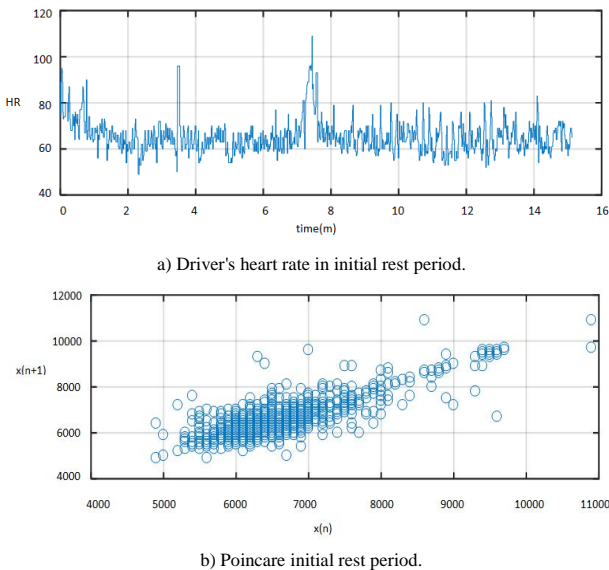 120
100
HR
80
60
40
0 2 4 6 8 10 12 14 16
time(m)
a) Driver's heart rate in initial rest period.
12000
10000
x(n+1)
8000
6000
4000
4000 5000 6000 7000 8000 9000 10000 11000
x(n)
b) Poincare initial rest period.